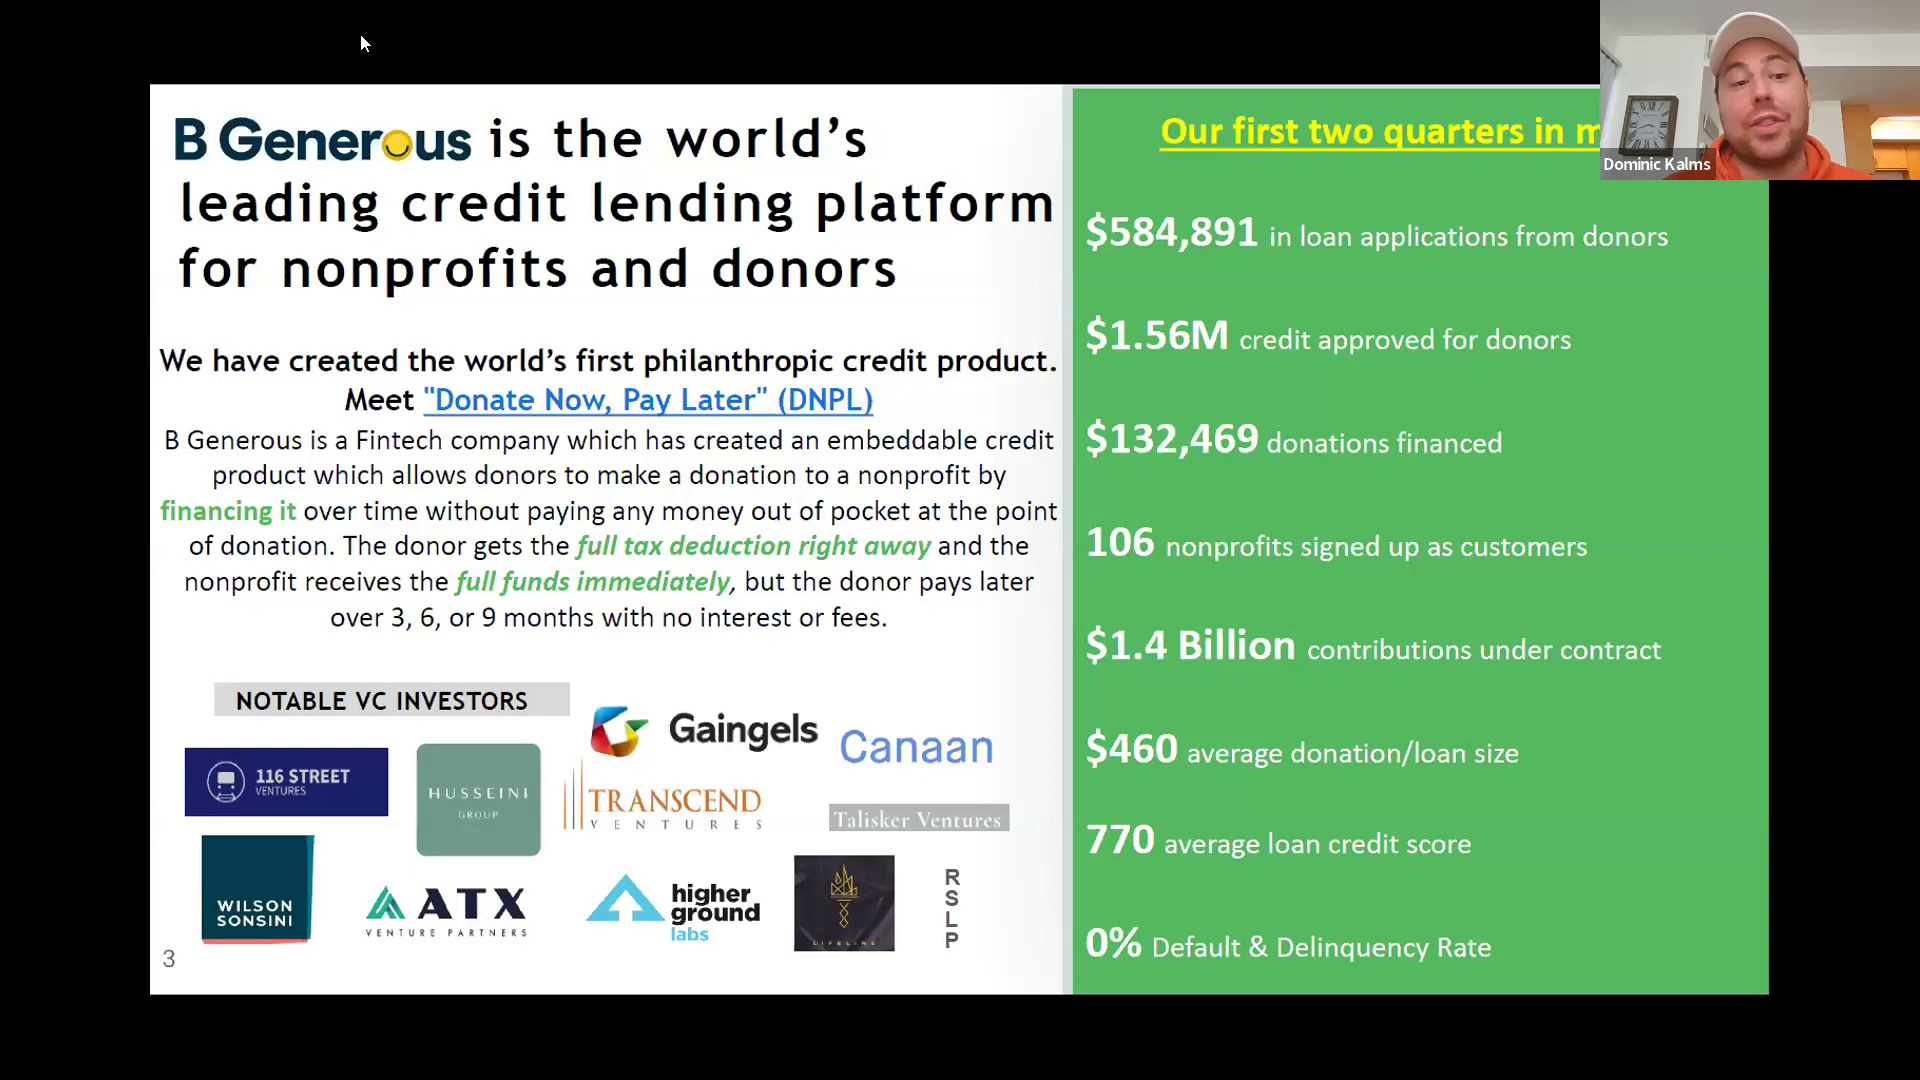 B Generous is the world's
leading credit lending platform
for nonprofits and donors
We have created the world's first philanthropic credit product.
Meet "Donate Now, Pay Later" (DNPL)
B Generous is a Fintech company which has created an embeddable credit
product which allows donors to make a donation to a nonprofit by
financing it over time without paying any money out of pocket at the point
of donation. The donor gets the full tax deduction right away and the
nonprofit receives the full funds immediately, but the donor pays later
over 3, 6, or 9 months with no interest or fees.
NOTABLE VC INVESTORS
Gaingels
Canaan
116 STREET
VENTURES
HUSSEINI
GROUP
TRANSCEND
VENTURES
Talisker Ventures
WILSON
SONSINI
ATX
VENTURE PARTNERS
higher
ground
labs
LIFELINE
R
S
L
P
3
Our first two quarters in m
$584,891 in loan applications from donors
$1.56M credit approved for donors
$132,469 donations financed
106 nonprofits signed up as customers
$1.4 Billion contributions under contract
$460 average donation/loan size
770 average loan credit score
0% Default & Delinquency Rate
Dominic Kalms